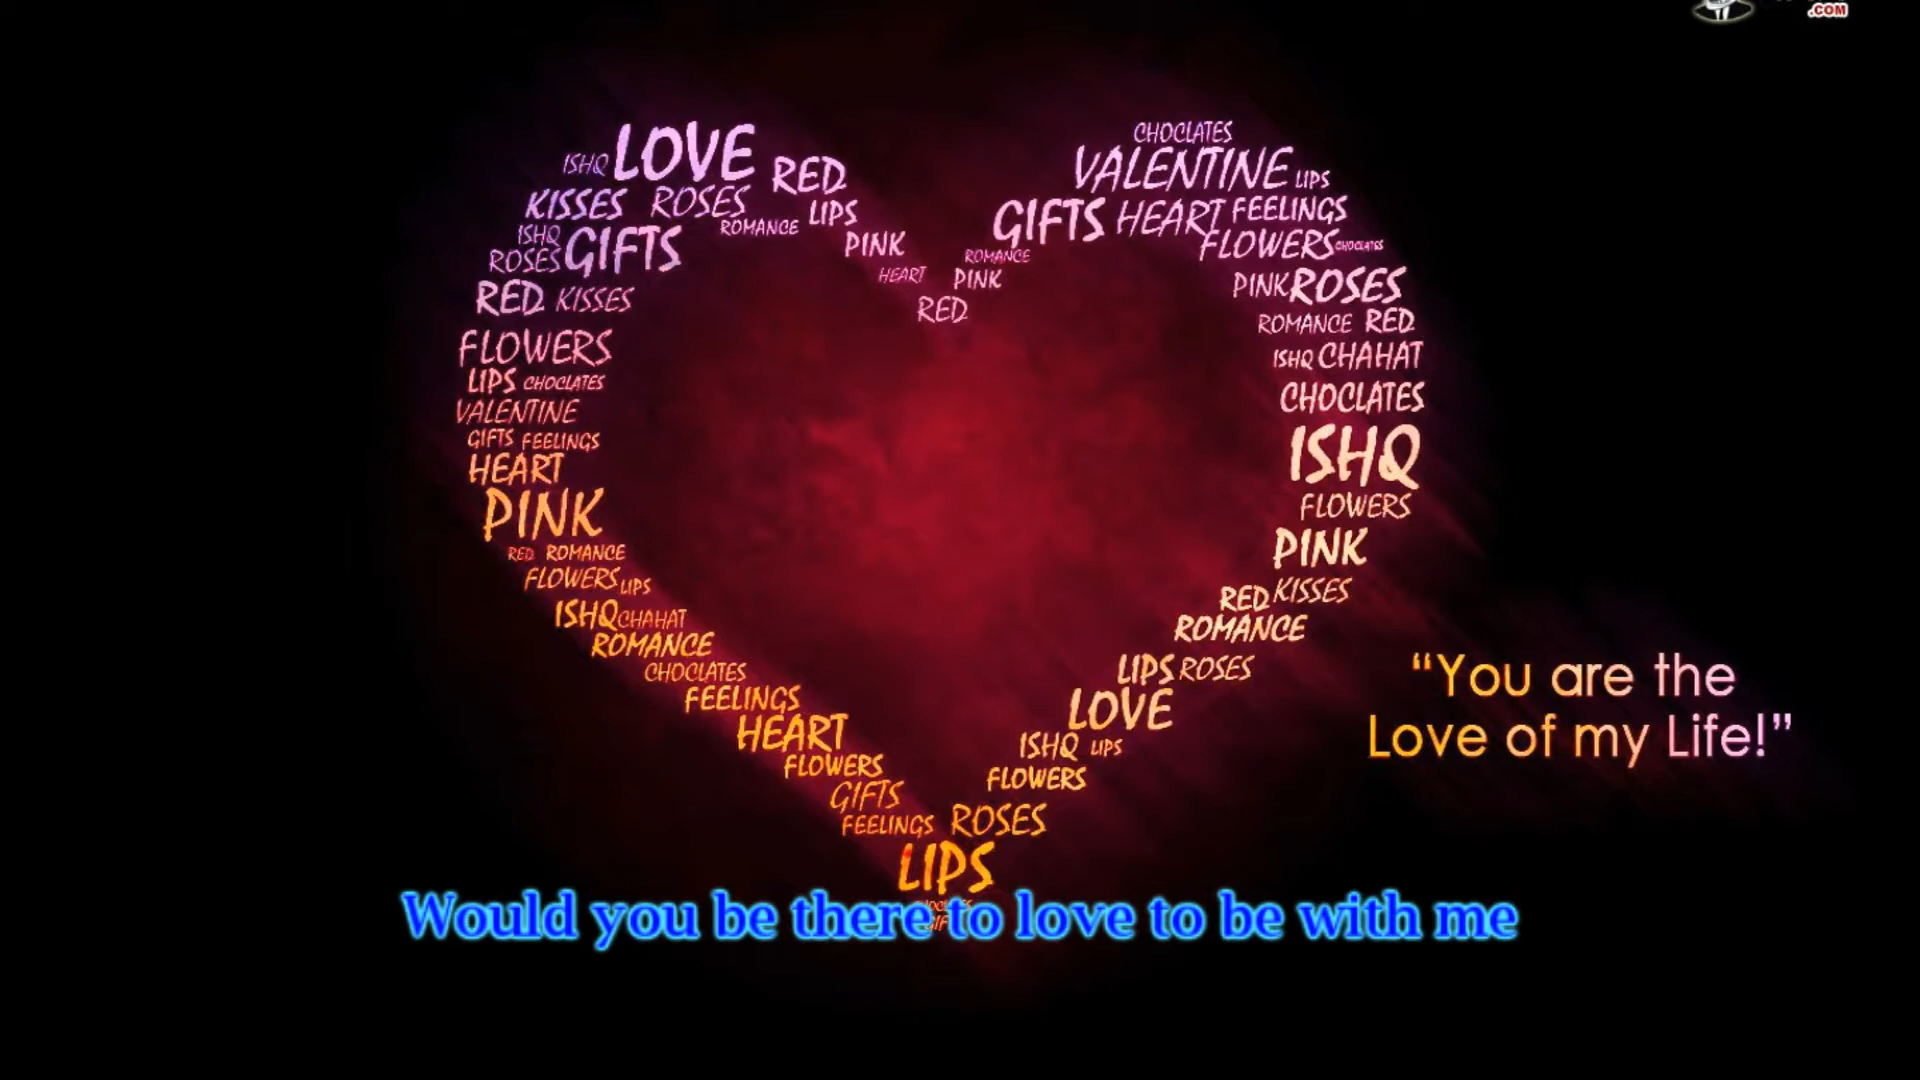 .COM
CHOCLATES
ISHQ LOVE RED VALENTINE LIPS
KISSES ROSES LIPS GIFTS HEART FEELINGS
ROMANCE
ISHQ GIFTS PINK FLOWERS CHOCLATES
ROSES ROMANCE
HEART PINK PINK ROSES
RED KISSES RED ROMANCE RED
FLOWERS ISHQ CHAHAT
LIPS CHOCLATES CHOCLATES
VALENTINE
GIFTS FEELINGS ISHQ
HEART
PINK FLOWERS
RED ROMANCE PINK
FLOWERS LIPS RED KISSES
ISHQ CHAHAT ROMANCE
ROMANCE
CHOCLATES LIPS ROSES
FEELINGS LOVE
HEART ISHQ LIPS
FLOWERS FLOWERS
GIFTS
FEELINGS ROSES
LIPS
“You are the
Love of my Life!”
Would you be there to love to be with me